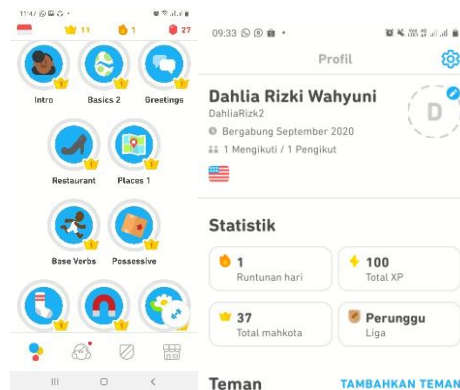 11:47
11
1
27
Intro
Basics 2
Greetings
Restaurant
Places 1
Base Verbs
Possessive
09:33
Profil
Dahlia Rizki Wahyuni
DahliaRizk2
Bergabung September 2020
1 Mengikuti / 1 Pengikut
D
Statistik
1
Runtunan hari
100
Total XP
37
Total mahkota
Perunggu
Liga
Teman
TAMBAHKAN TEMAN